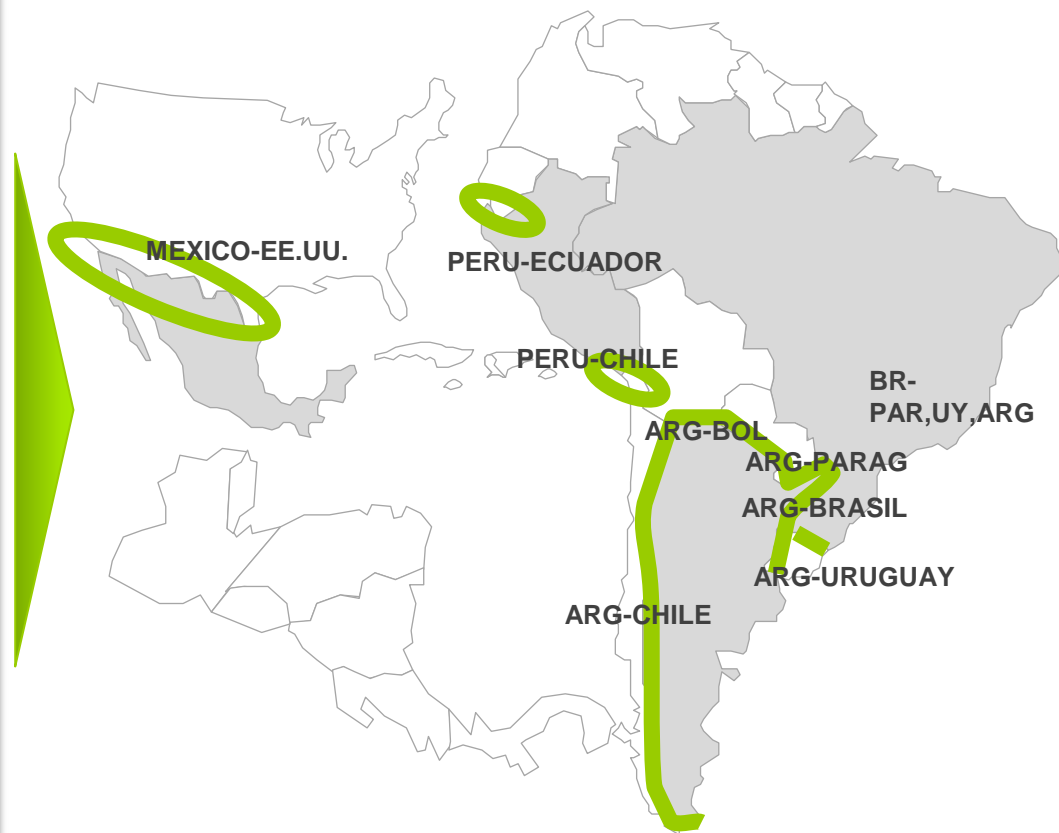 MEXICO-EE.UU.
PERU-ECUADOR
PERU-CHILE
BR-
PAR,UY,ARG
ARG-BOL
ARG-PARAG
ARG-BRASIL
ARG-URUGUAY
ARG-CHILE